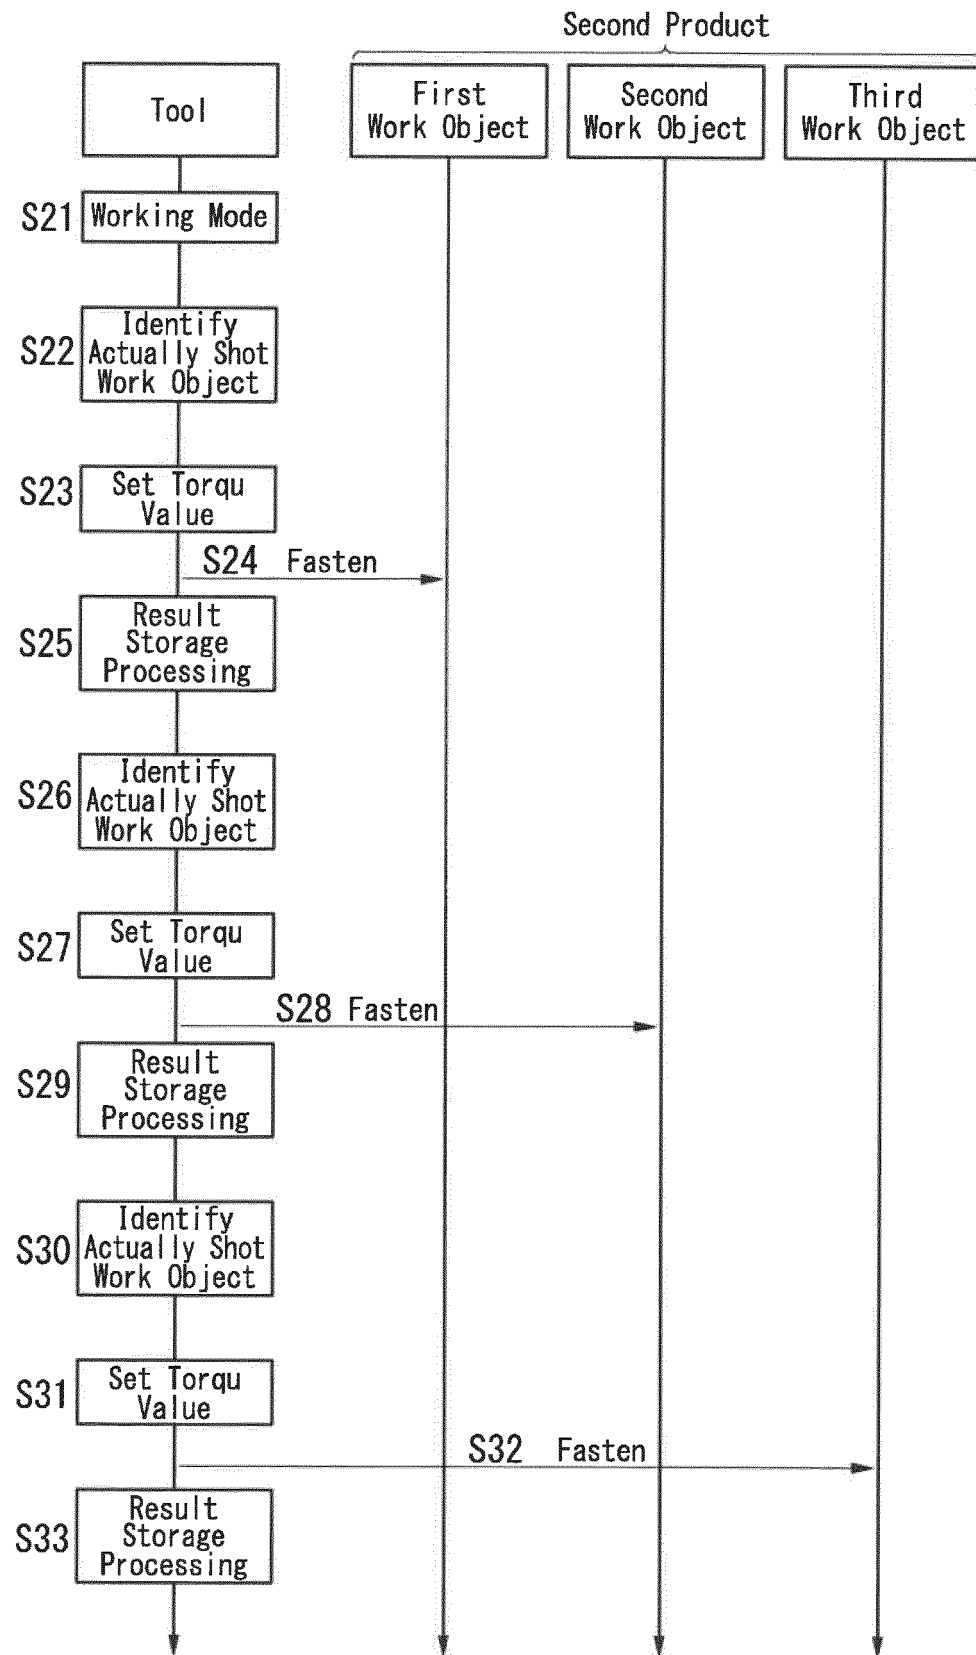 Second Product
Tool
First
Work Object
Second
Work Object
Third
Work Object
S21
Working Mode
S22
Identify
Actually Shot
Work Object
S23
Set Torqu
Value
S24 Fasten
S25
Result
Storage
Processing
S26
Identify
Actually Shot
Work Object
S27
Set Torqu
Value
S28 Fasten
S29
Result
Storage
Processing
S30
Identify
Actually Shot
Work Object
S31
Set Torqu
Value
S32 Fasten
S33
Result
Storage
Processing